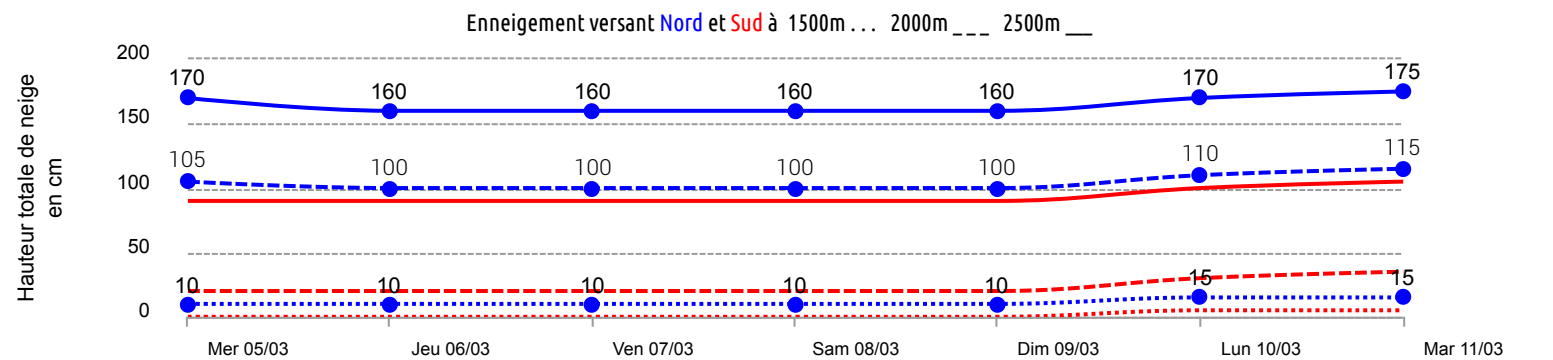 Enneigement versant Nord et Sud à 1500m . . . 2000m _ _ _ 2500m __
Hauteur totale de neige
en cm
200
150
100
50
0
170 160 160 160 160 170 175
105 100 100 100 100 110 115
10 10 10 10 10 15 15
Mer 05/03 Jeu 06/03 Ven 07/03 Sam 08/03 Dim 09/03 Lun 10/03 Mar 11/03